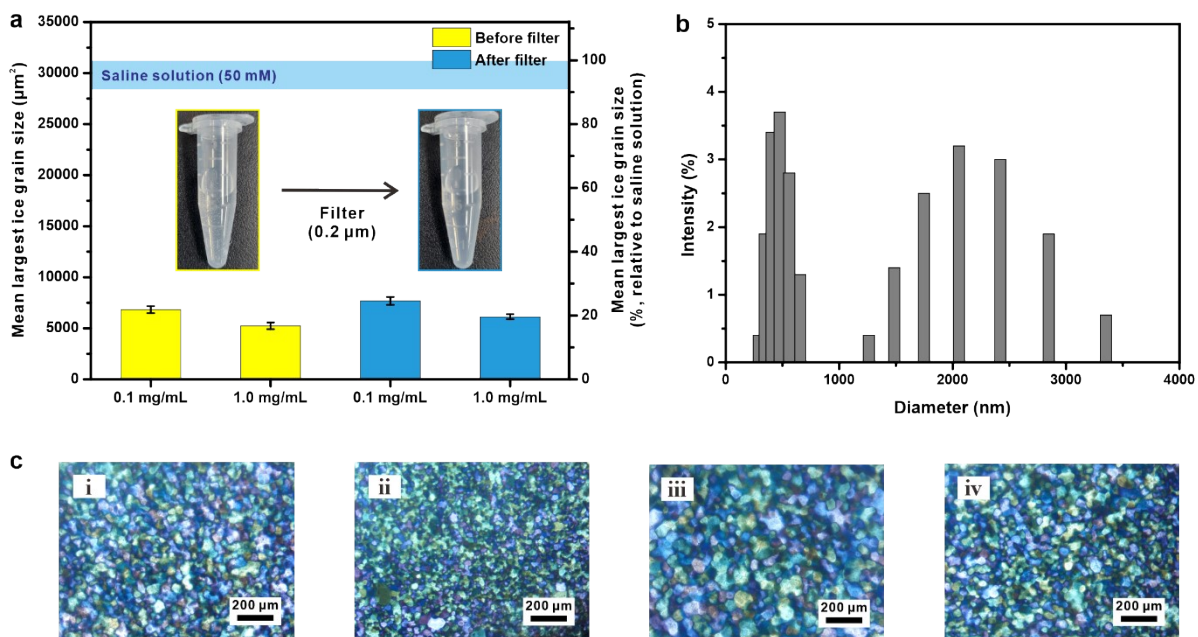 a
Mean largest ice grain size (µm²)
35000
30000
25000
20000
15000
10000
5000
0
Before filter
After filter
Saline solution (50 mM)
Filter
(0.2 µm)
0.1 mg/mL
1.0 mg/mL
0.1 mg/mL
1.0 mg/mL
100
80
60
40
20
0
Mean largest ice grain size
(%, relative to saline solution)
b
Intensity (%)
5
4
3
2
1
0
0
1000
2000
3000
4000
Diameter (nm)
c
i
200 µm
ii
200 µm
iii
200 µm
iv
200 µm